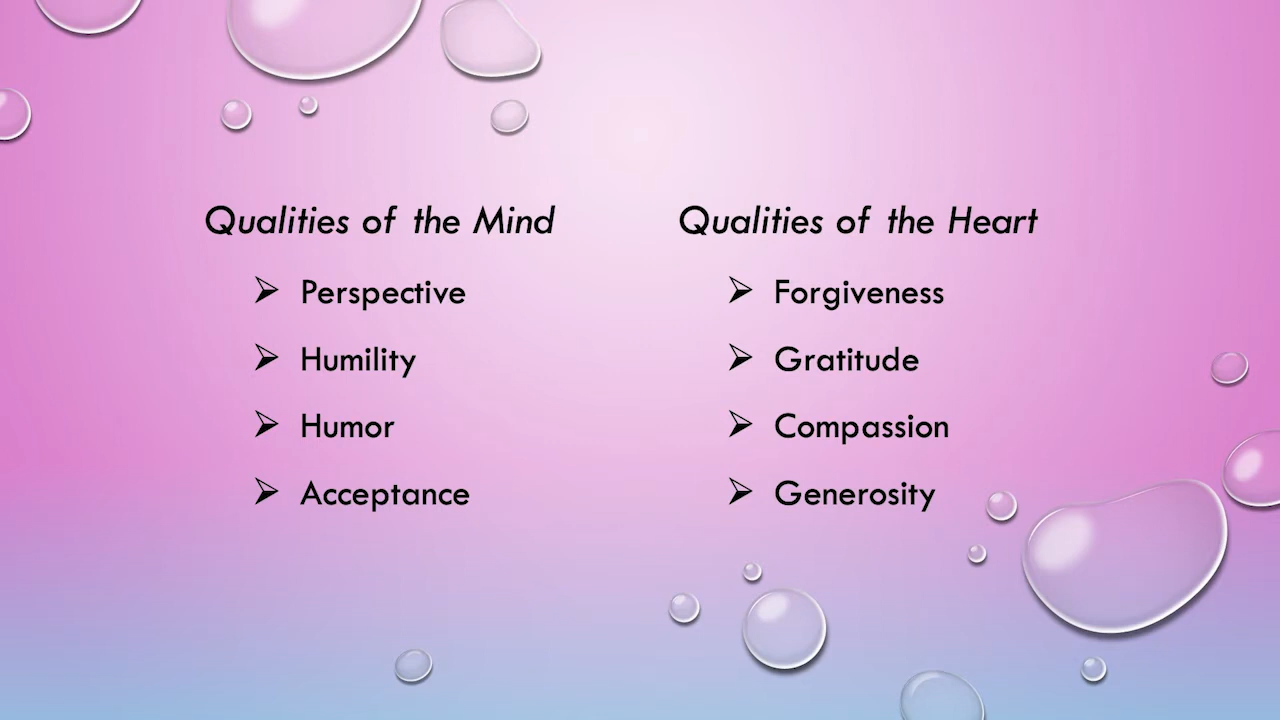 Qualities of the Mind
➢ Perspective
➢ Humility
➢ Humor
➢ Acceptance
Qualities of the Heart
➢ Forgiveness
➢ Gratitude
➢ Compassion
➢ Generosity